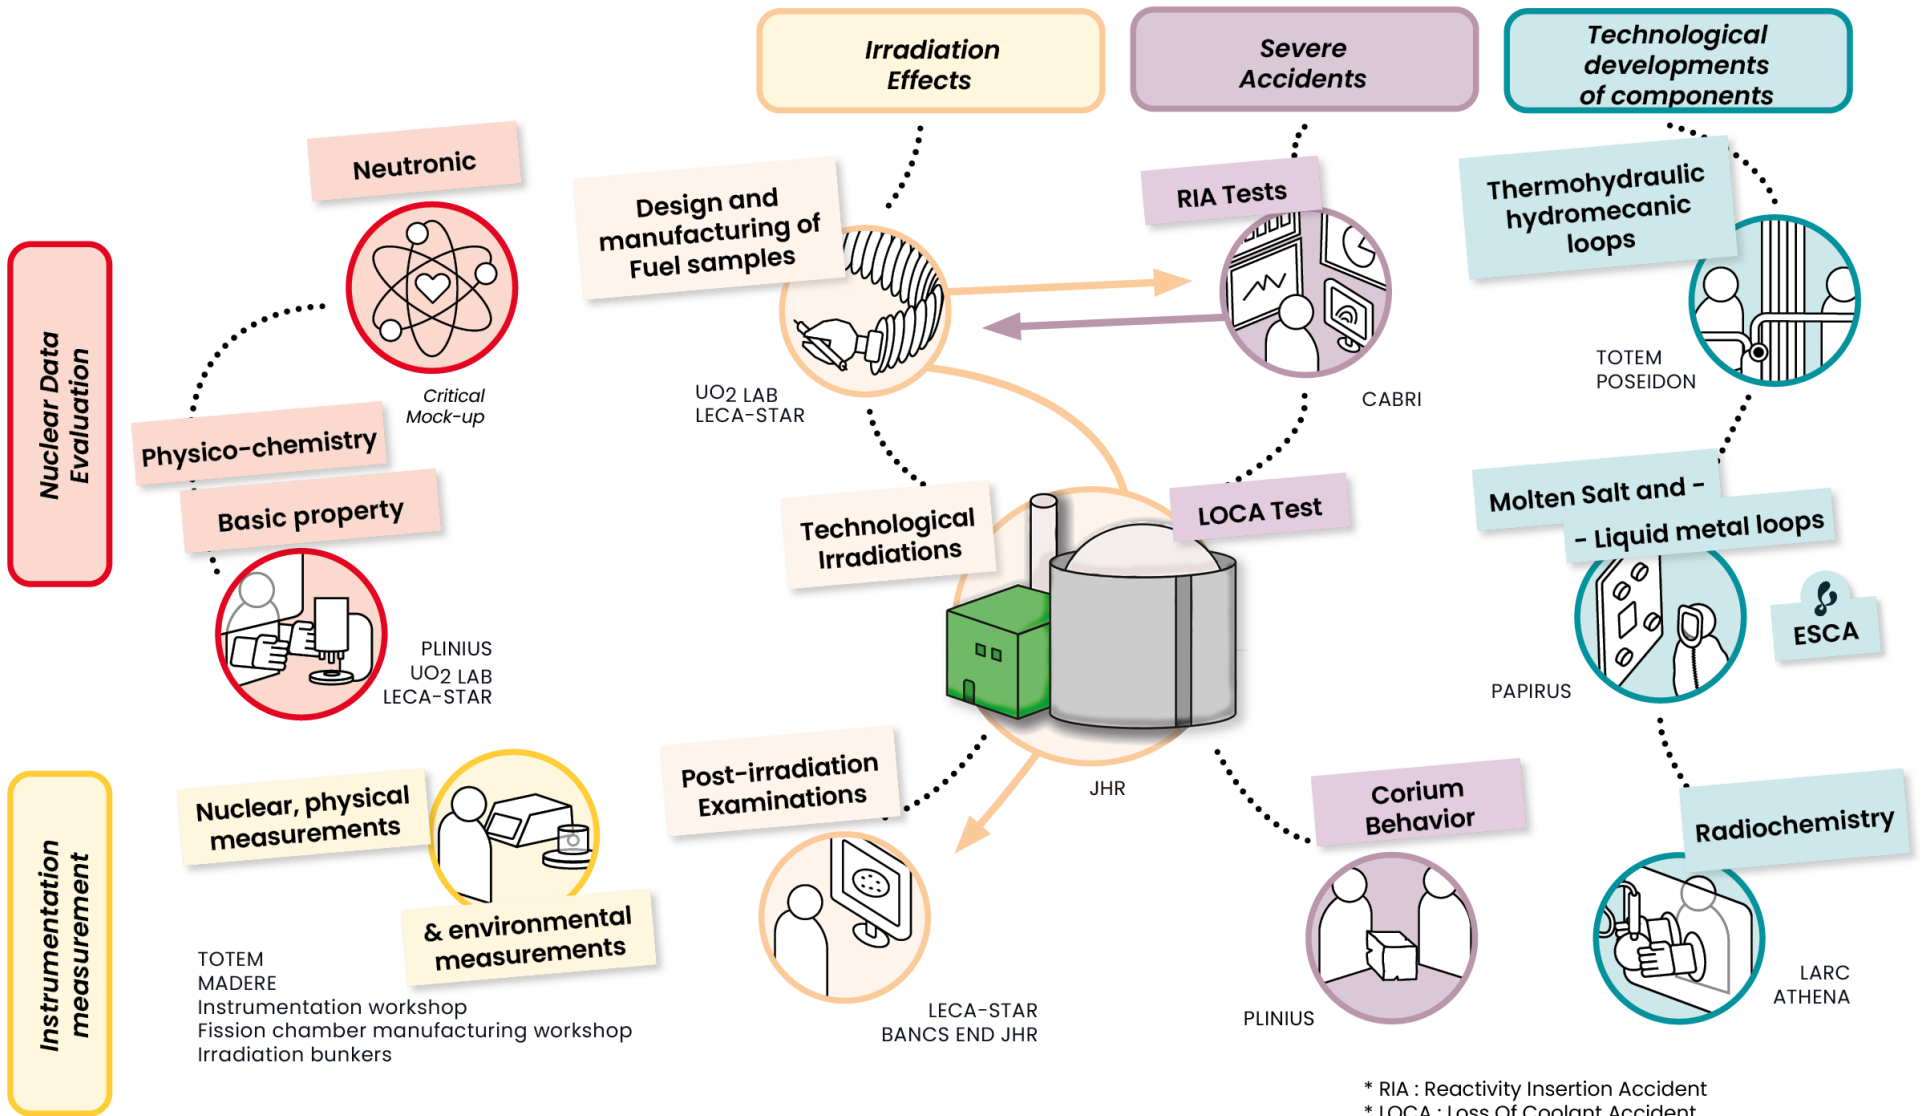 Irradiation
Effects
Severe
Accidents
Technological
developments
of components
Nuclear Data
Evaluation
Neutronic
Critical
Mock-up
Physico-chemistry
Basic property
PLINIUS
UO2 LAB
LECA-STAR
Design and
manufacturing of
Fuel samples
UO2 LAB
LECA-STAR
RIA Tests
CABRI
Thermohydraulic
hydromecanic
loops
TOTEM
POSEIDON
Technological
Irradiations
LOCA Test
JHR
Molten Salt and -
- Liquid metal loops
ESCA
PAPIRUS
Instrumentation
measurement
Nuclear, physical
measurements
& environmental
measurements
TOTEM
MADERE
Instrumentation workshop
Fission chamber manufacturing workshop
Irradiation bunkers
Post-irradiation
Examinations
LECA-STAR
BANCS END JHR
Corium
Behavior
PLINIUS
Radiochemistry
LARC
ATHENA
* RIA : Reactivity Insertion Accident
* LOCA : Loss Of Coolant Accident